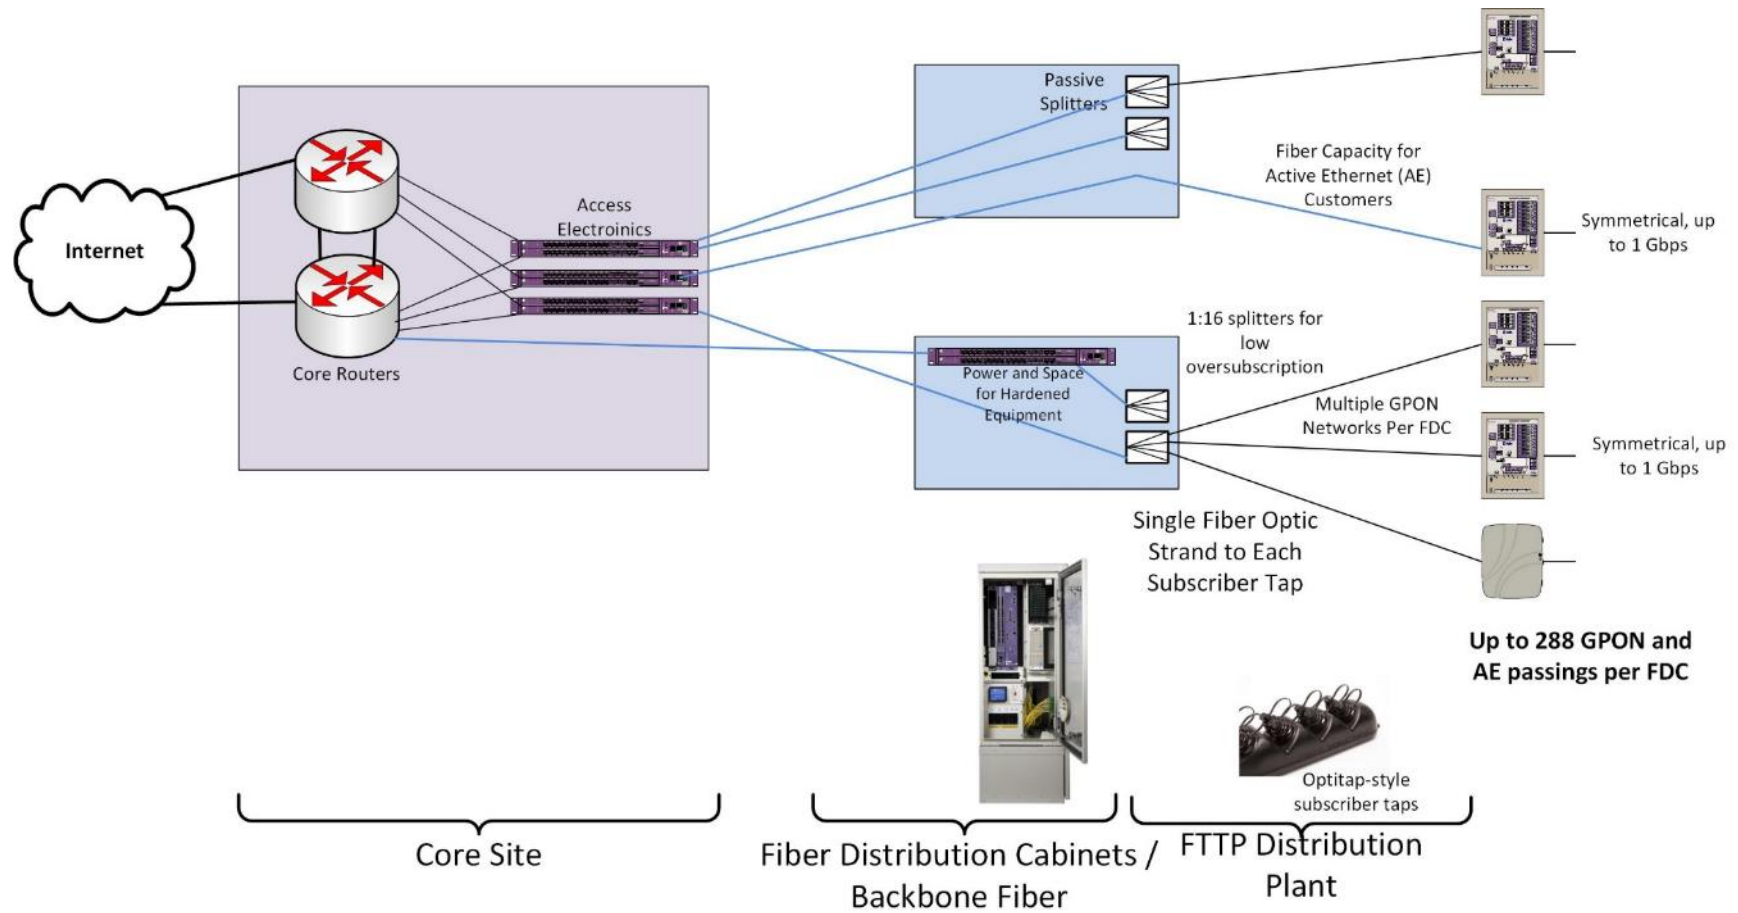 Passive
Splitters
Fiber Capacity for
Active Ethernet (AE)
Customers
Access
Electroinics
Internet
Symmetrical, up
to 1 Gbps
Core Routers
1:16 splitters for
low
oversubscription
Power and Space
for Hardened
Equipment
Multiple GPON
Networks Per FDC
Symmetrical, up
to 1 Gbps
Single Fiber Optic
Strand to Each
Subscriber Tap
Up to 288 GPON and
AE passings per FDC
Optitap-style
subscriber taps
Core Site
Fiber Distribution Cabinets /
Backbone Fiber
FTTP Distribution
Plant